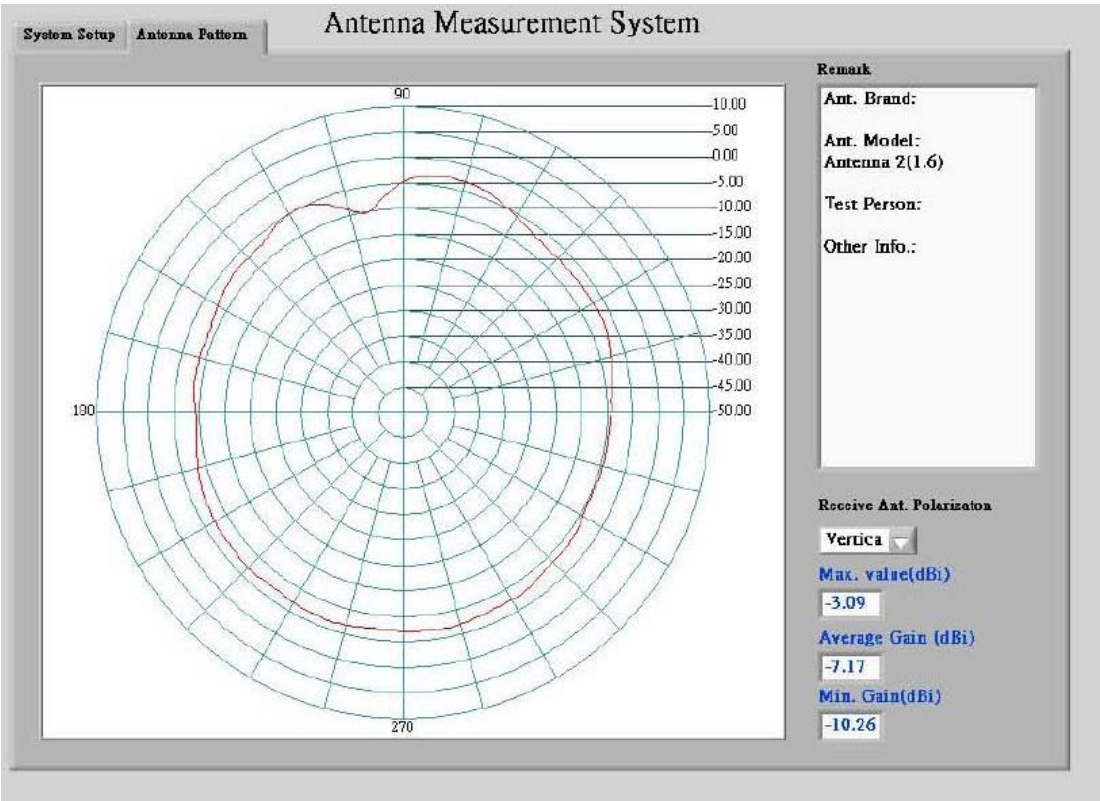 Antenna Measurement System
System Setup
Antenna Pattern
90
10.00
5.00
0.00
-5.00
-10.00
-15.00
-20.00
-25.00
-30.00
-35.00
-40.00
-45.00
-50.00
180
270
Remark
Ant. Brand:
Ant. Model:
Antenna 2(1.6)
Test Person:
Other Info.:
Receive Ant. Polarizaton
Vertica
Max. value(dBi)
-3.09
Average Gain (dBi)
-7.17
Min. Gain(dBi)
-10.26